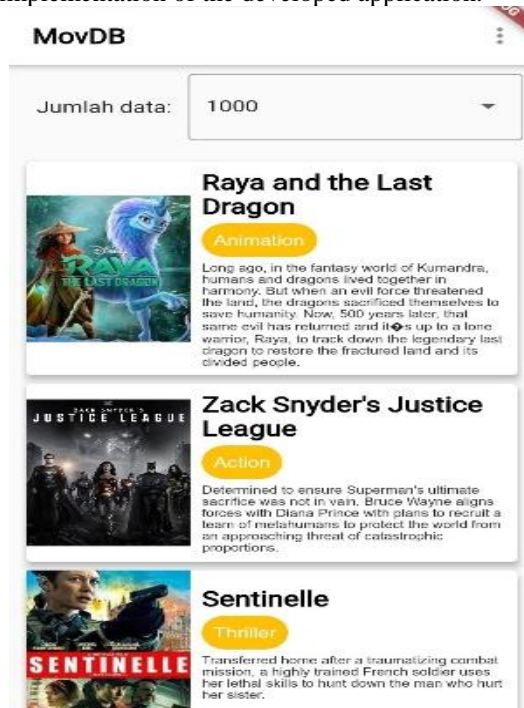 implementation of the developed application.
MovDB
Jumlah data:
1000
Raya and the Last
Dragon
Animation
Long ago, in the fantasy world of Kumandra,
humans and dragons lived together in
harmony. But when an evil force threatened
the land, the dragons sacrificed themselves to
save humanity. Now, 500 years later, that
same evil has returned and it�s up to a lone
warrior, Raya, to track down the legendary last
dragon to restore the fractured land and its
divided people.
Disney
RAYA
THE LAST DRAGON
Zack Snyder's Justice
League
Action
Determined to ensure Superman's ultimate
sacrifice was not in vain, Bruce Wayne aligns
forces with Diana Prince with plans to recruit a
team of metahumans to protect the world from
an approaching threat of catastrophic
proportions.
ZACK SNYDER'S
JUSTICE LEAGUE
Sentinelle
Thriller
Transferred home after a traumatizing combat
mission, a highly trained French soldier uses
her lethal skills to hunt down the man who hurt
her sister.
SENTINELLE